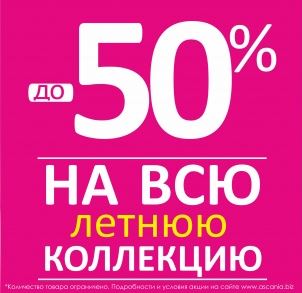 до -50%
НА ВСЮ
летнюю
КОЛЛЕКЦИЮ
*Количество товара ограничено. Подробности и условия акции на сайте www.ascania.biz